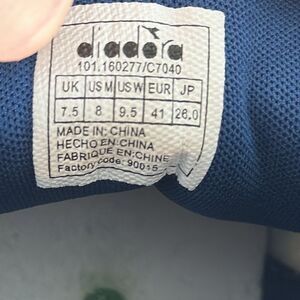 diadora
101.160277/C7040
UK US M US W EUR JP
7.5 8 9.5 41 26.0
MADE IN: CHINA
HECHO EN: CHINA
FABRIQUE EN: CHINE
Factory code: 90015